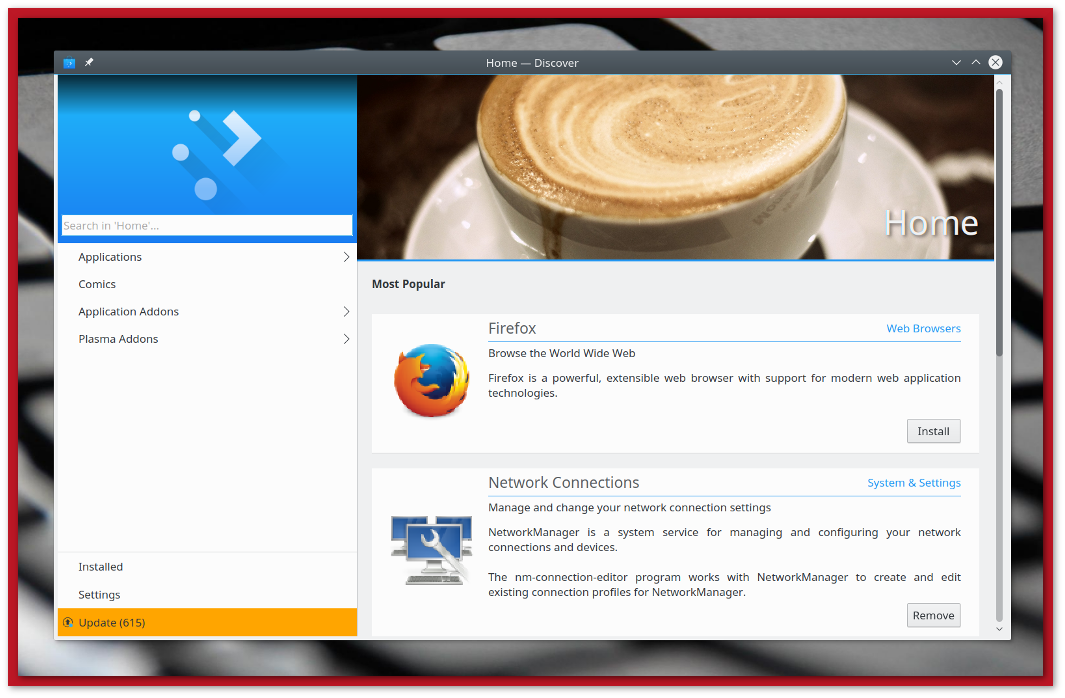 Home — Discover
Home
Search in 'Home'...
Applications
Comics
Application Addons
Plasma Addons
Installed
Settings
Update (615)
Most Popular
Firefox
Web Browsers
Browse the World Wide Web
Firefox is a powerful, extensible web browser with support for modern web application
technologies.
Install
Network Connections
System & Settings
Manage and change your network connection settings
NetworkManager is a system service for managing and configuring your network
connections and devices.
The nm-connection-editor program works with NetworkManager to create and edit
existing connection profiles for NetworkManager.
Remove